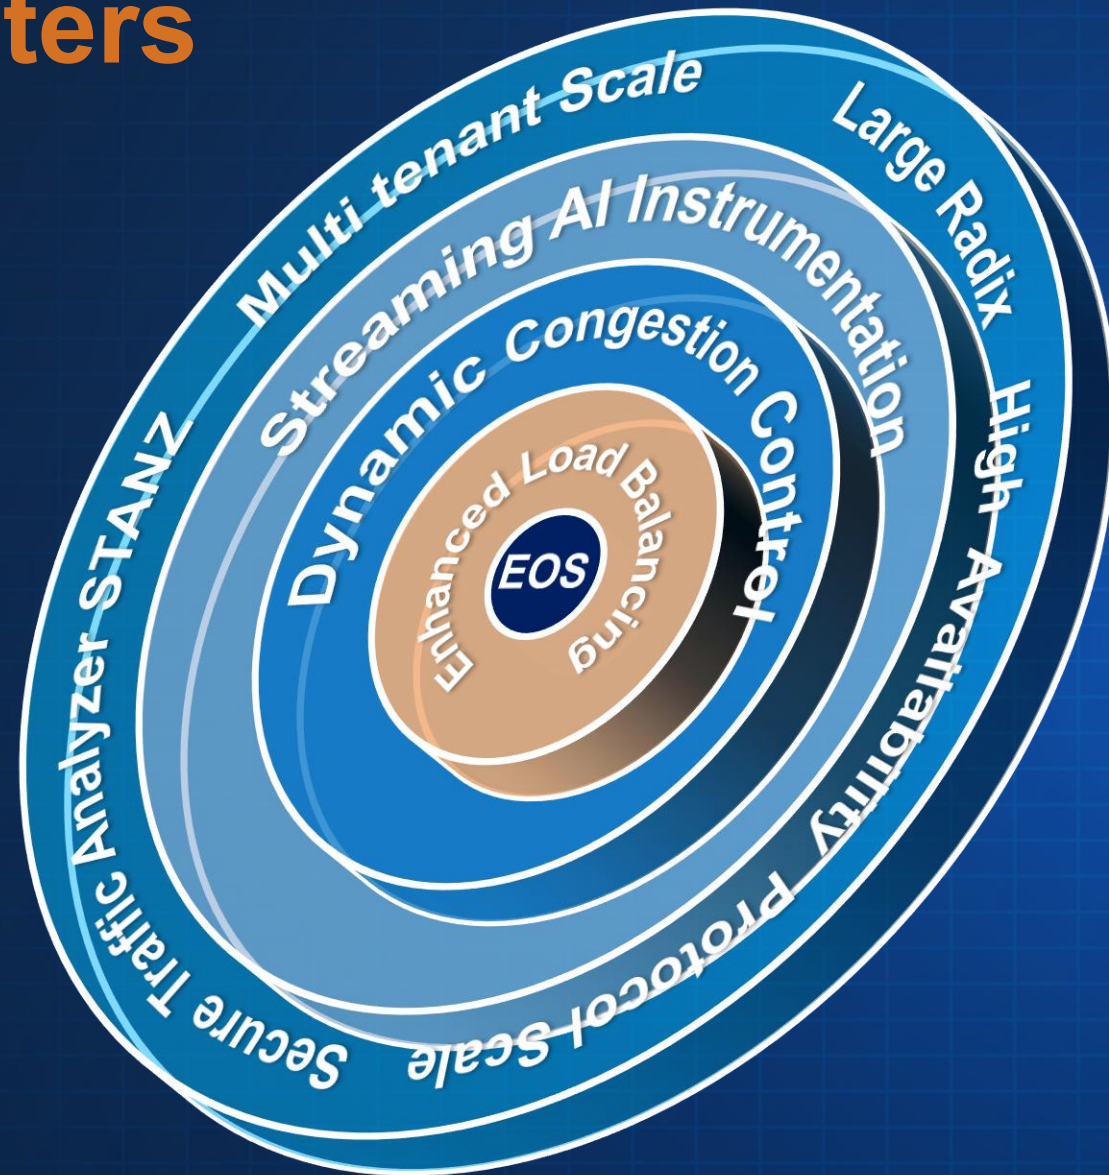 ters
Multi tenant Scale
Large Radix
High Availability
Protocol Scale
Secure Traffic Analyzer STANZ
Streaming AI Instrumentation
Dynamic Congestion Control
Enhanced Load Balancing
EOS